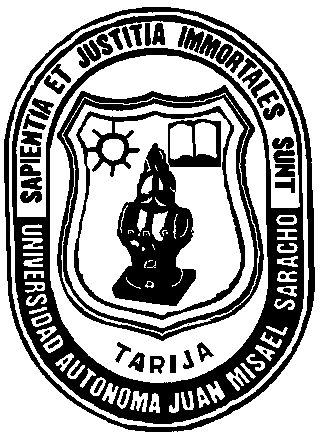 SAPIENTIA ET JUSTITIA IMMORTALES SUNT
UNIVERSIDAD AUTONOMA JUAN MISAEL SARACHO
TARIJA